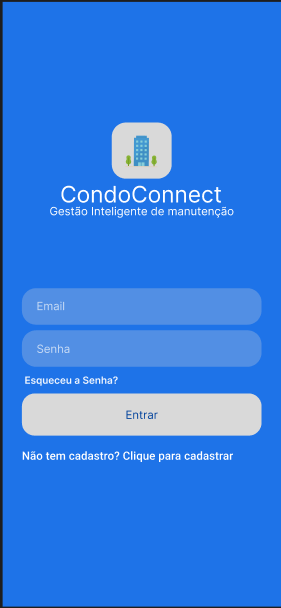 CondoConnect
Gestão Inteligente de manutenção
Email
Senha
Esqueceu a Senha?
Entrar
Não tem cadastro? Clique para cadastrar